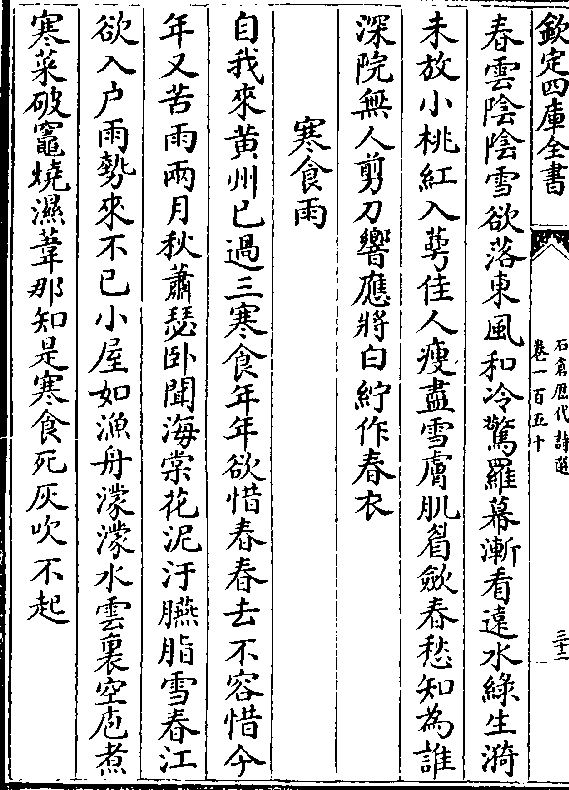 欽定四庫全書
石倉歷代詩選
卷一百五十
三十二
春雲陰陰雪欲落東風和冷驚羅幕漸看遠水綠生漪
未放小桃紅入萼佳人瘦盡雪膚肌眉斂春愁知為誰
深院無人剪刀響應將白紵作春衣
寒食雨
自我來黄州已過三寒食年年欲惜春春去不容惜今
年又苦雨兩月秋蕭瑟卧聞海棠花泥汙臙脂雪春江
欲入户雨勢來不已小屋如漁舟濛濛水雲裏空庖煮
寒菜破竈燒濕葦那知是寒食死灰吹不起